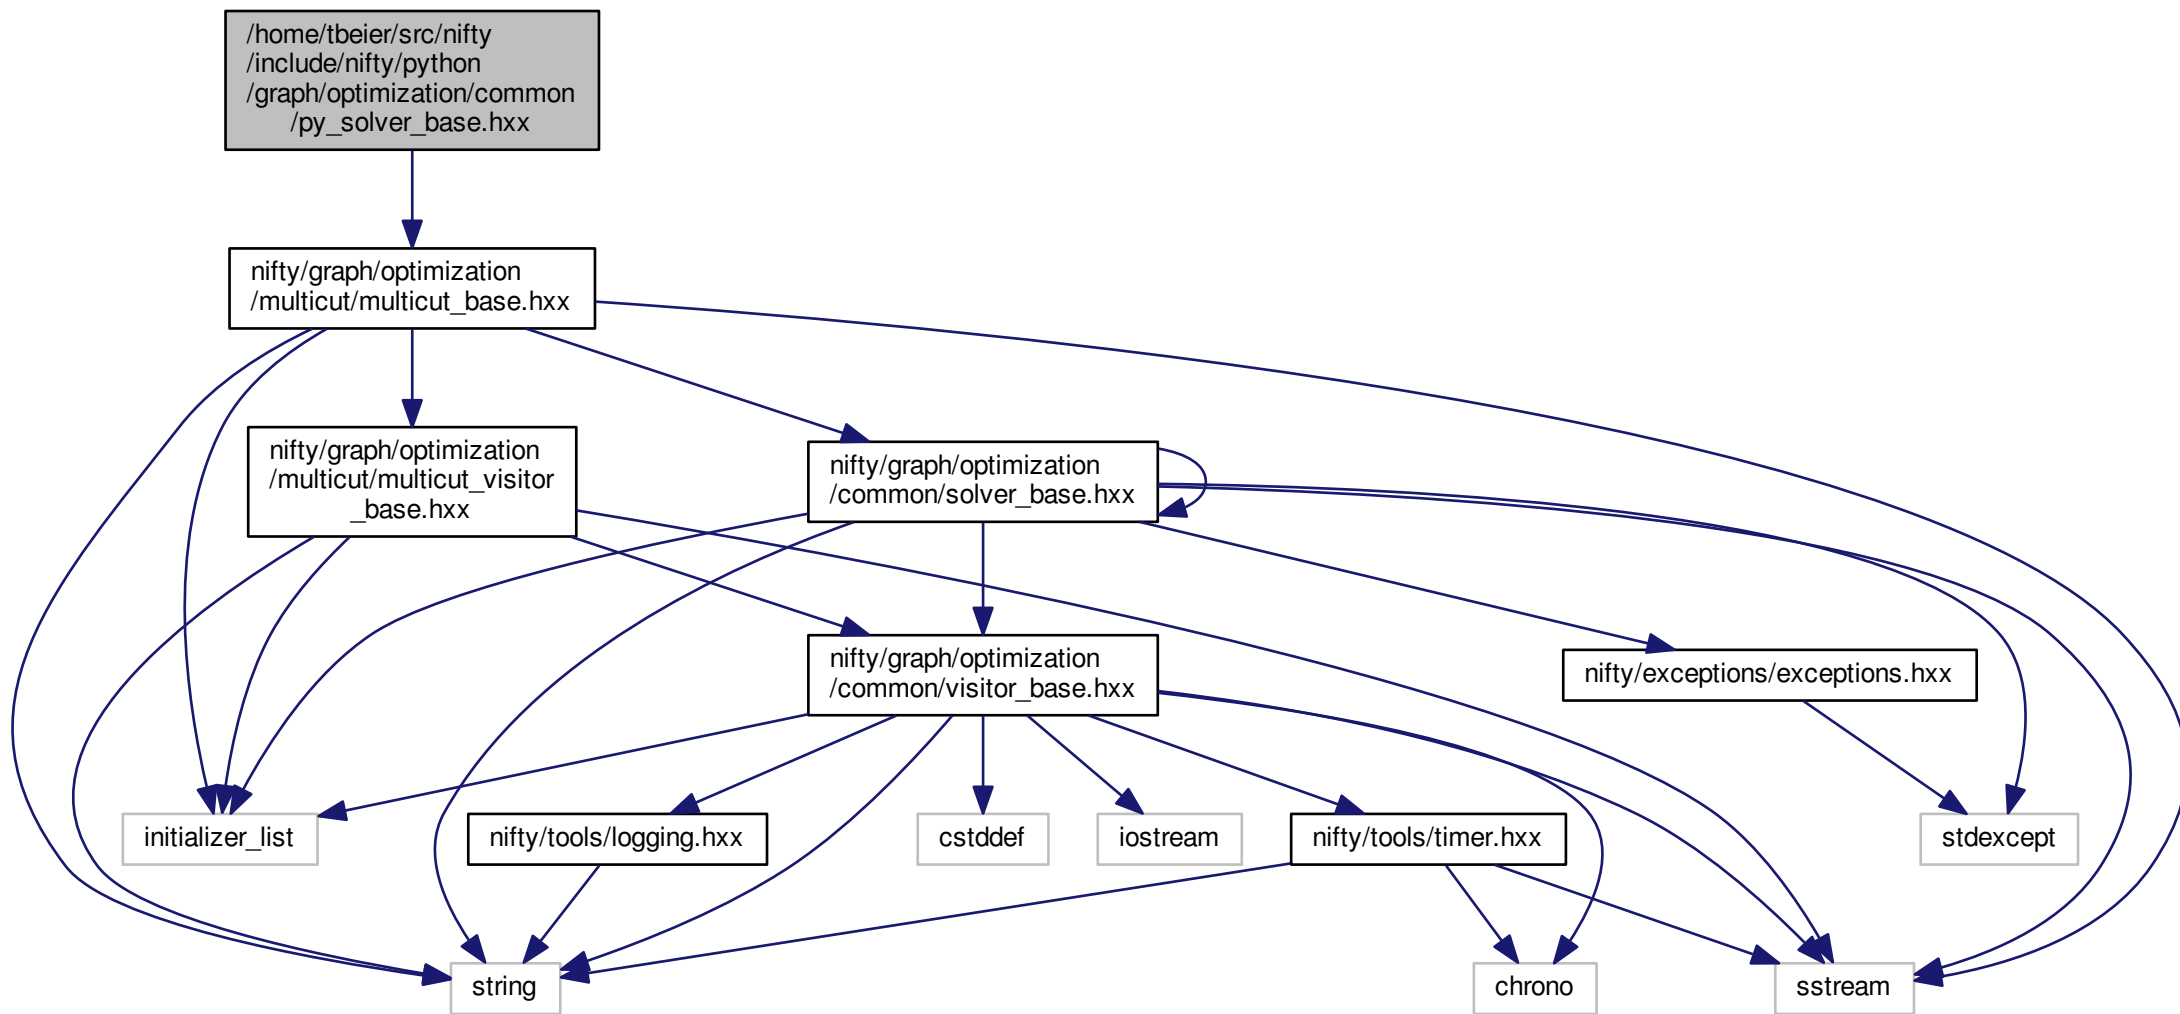 /home/tbeier/src/nifty
/include/nifty/python
/graph/optimization/common
/py_solver_base.hxx
nifty/graph/optimization
/multicut/multicut_base.hxx
nifty/graph/optimization
/multicut/multicut_visitor
_base.hxx
nifty/graph/optimization
/common/solver_base.hxx
nifty/graph/optimization
/common/visitor_base.hxx
nifty/exceptions/exceptions.hxx
initializer_list
nifty/tools/logging.hxx
cstddef
iostream
nifty/tools/timer.hxx
stdexcept
string
chrono
sstream